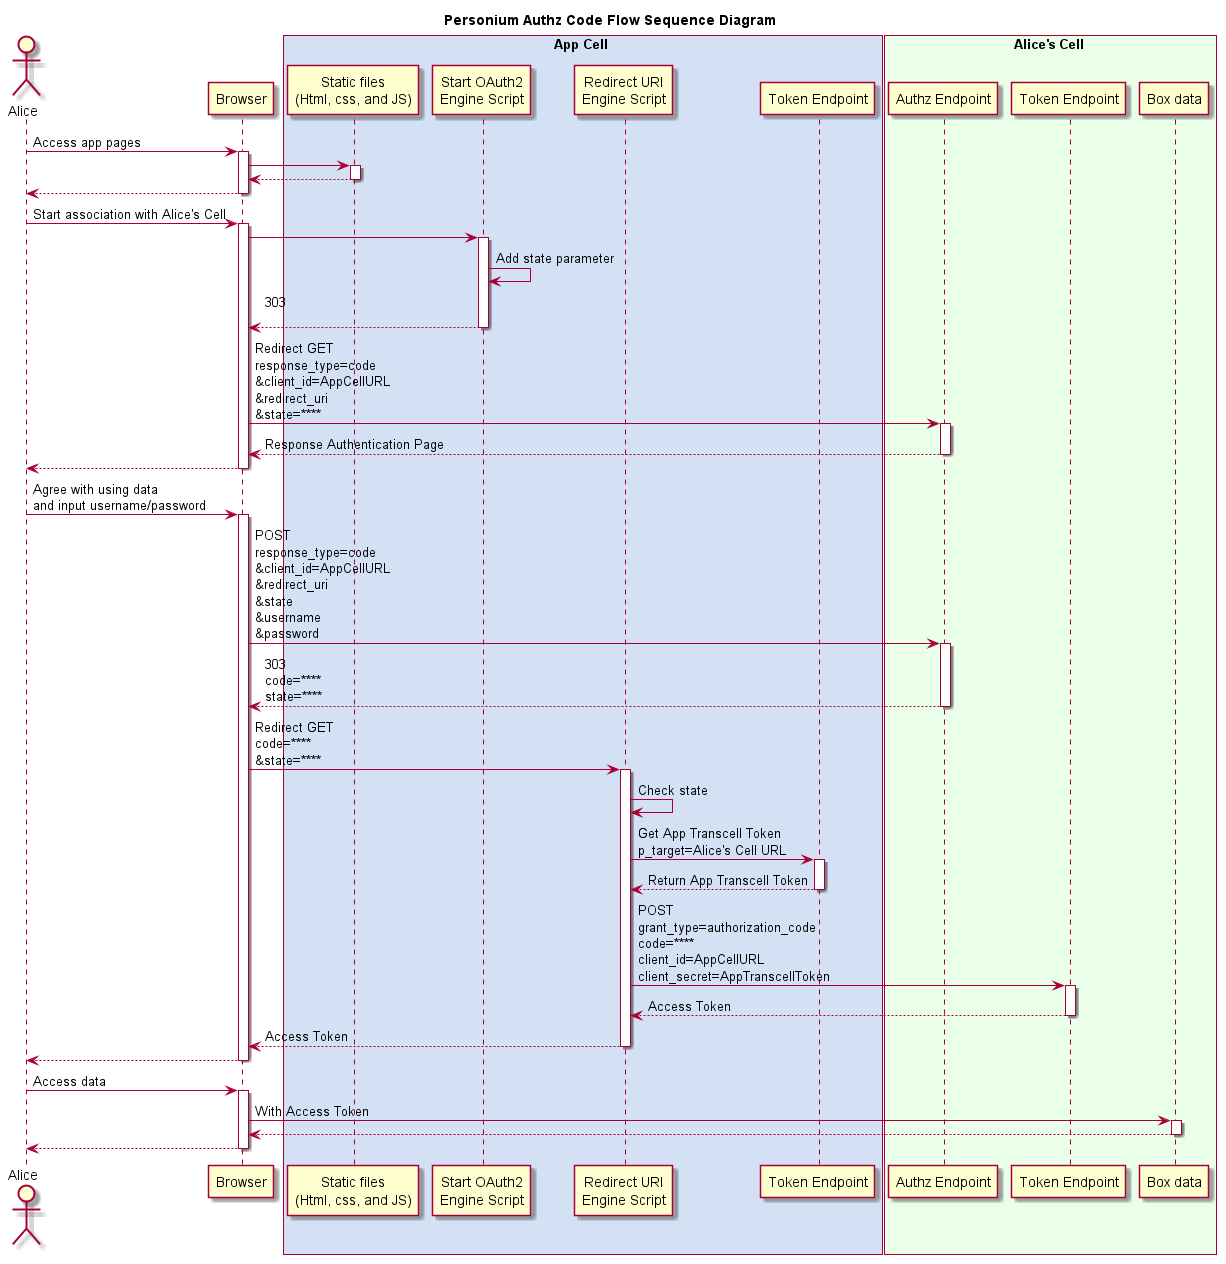 Personium Authz Code Flow Sequence Diagram
App Cell
Alice's Cell
Alice
Browser
Static files
(Html, css, and JS)
Start OAuth2
Engine Script
Redirect URI
Engine Script
Token Endpoint
Authz Endpoint
Token Endpoint
Box data
Access app pages
Start association with Alice's Cell
Add state parameter
303
Redirect GET
response_type=code
&client_id=AppCellURL
&redirect_uri
&state=****
Response Authentication Page
Agree with using data
and input username/password
POST
response_type=code
&client_id=AppCellURL
&redirect_uri
&state
&username
&password
303
code=****
state=****
Redirect GET
code=****
&state=****
Check state
Get App Transcell Token
p_target=Alice's Cell URL
Return App Transcell Token
POST
grant_type=authorization_code
code=****
client_id=AppCellURL
client_secret=AppTranscellToken
Access Token
Access Token
Access data
With Access Token
Alice
Browser
Static files
(Html, css, and JS)
Start OAuth2
Engine Script
Redirect URI
Engine Script
Token Endpoint
Authz Endpoint
Token Endpoint
Box data